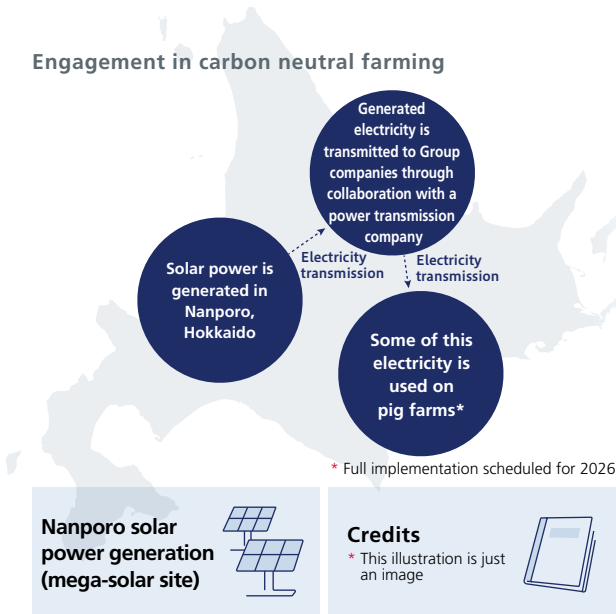 Engagement in carbon neutral farming
Generated
electricity is
transmitted to Group
companies through
collaboration with a
power transmission
company
Electricity
transmission
Electricity
transmission
Solar power is
generated in
Nanporo,
Hokkaido
Some of this
electricity is
used on
pig farms*
* Full implementation scheduled for 2026
Nanporo solar
power generation
(mega-solar site)
Credits
* This illustration is just
an image